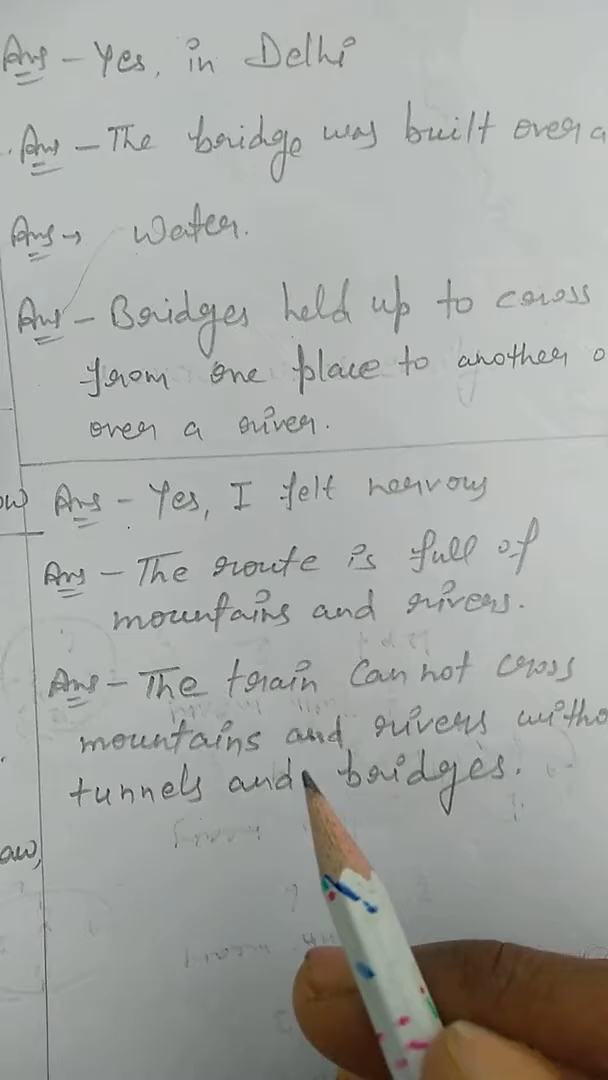 Ans - Yes, in Delhi
Ans - The bridge was built over a
Ans → Water.
Ans - Bridges held up to cross
from one place to another o
over a river.
ow Ans - Yes, I felt nervous
Ans - The route is full of
mountains and rivers.
Ans - The train Can not cross
mountains and rivers witho
tunnels and bridges.
aw,